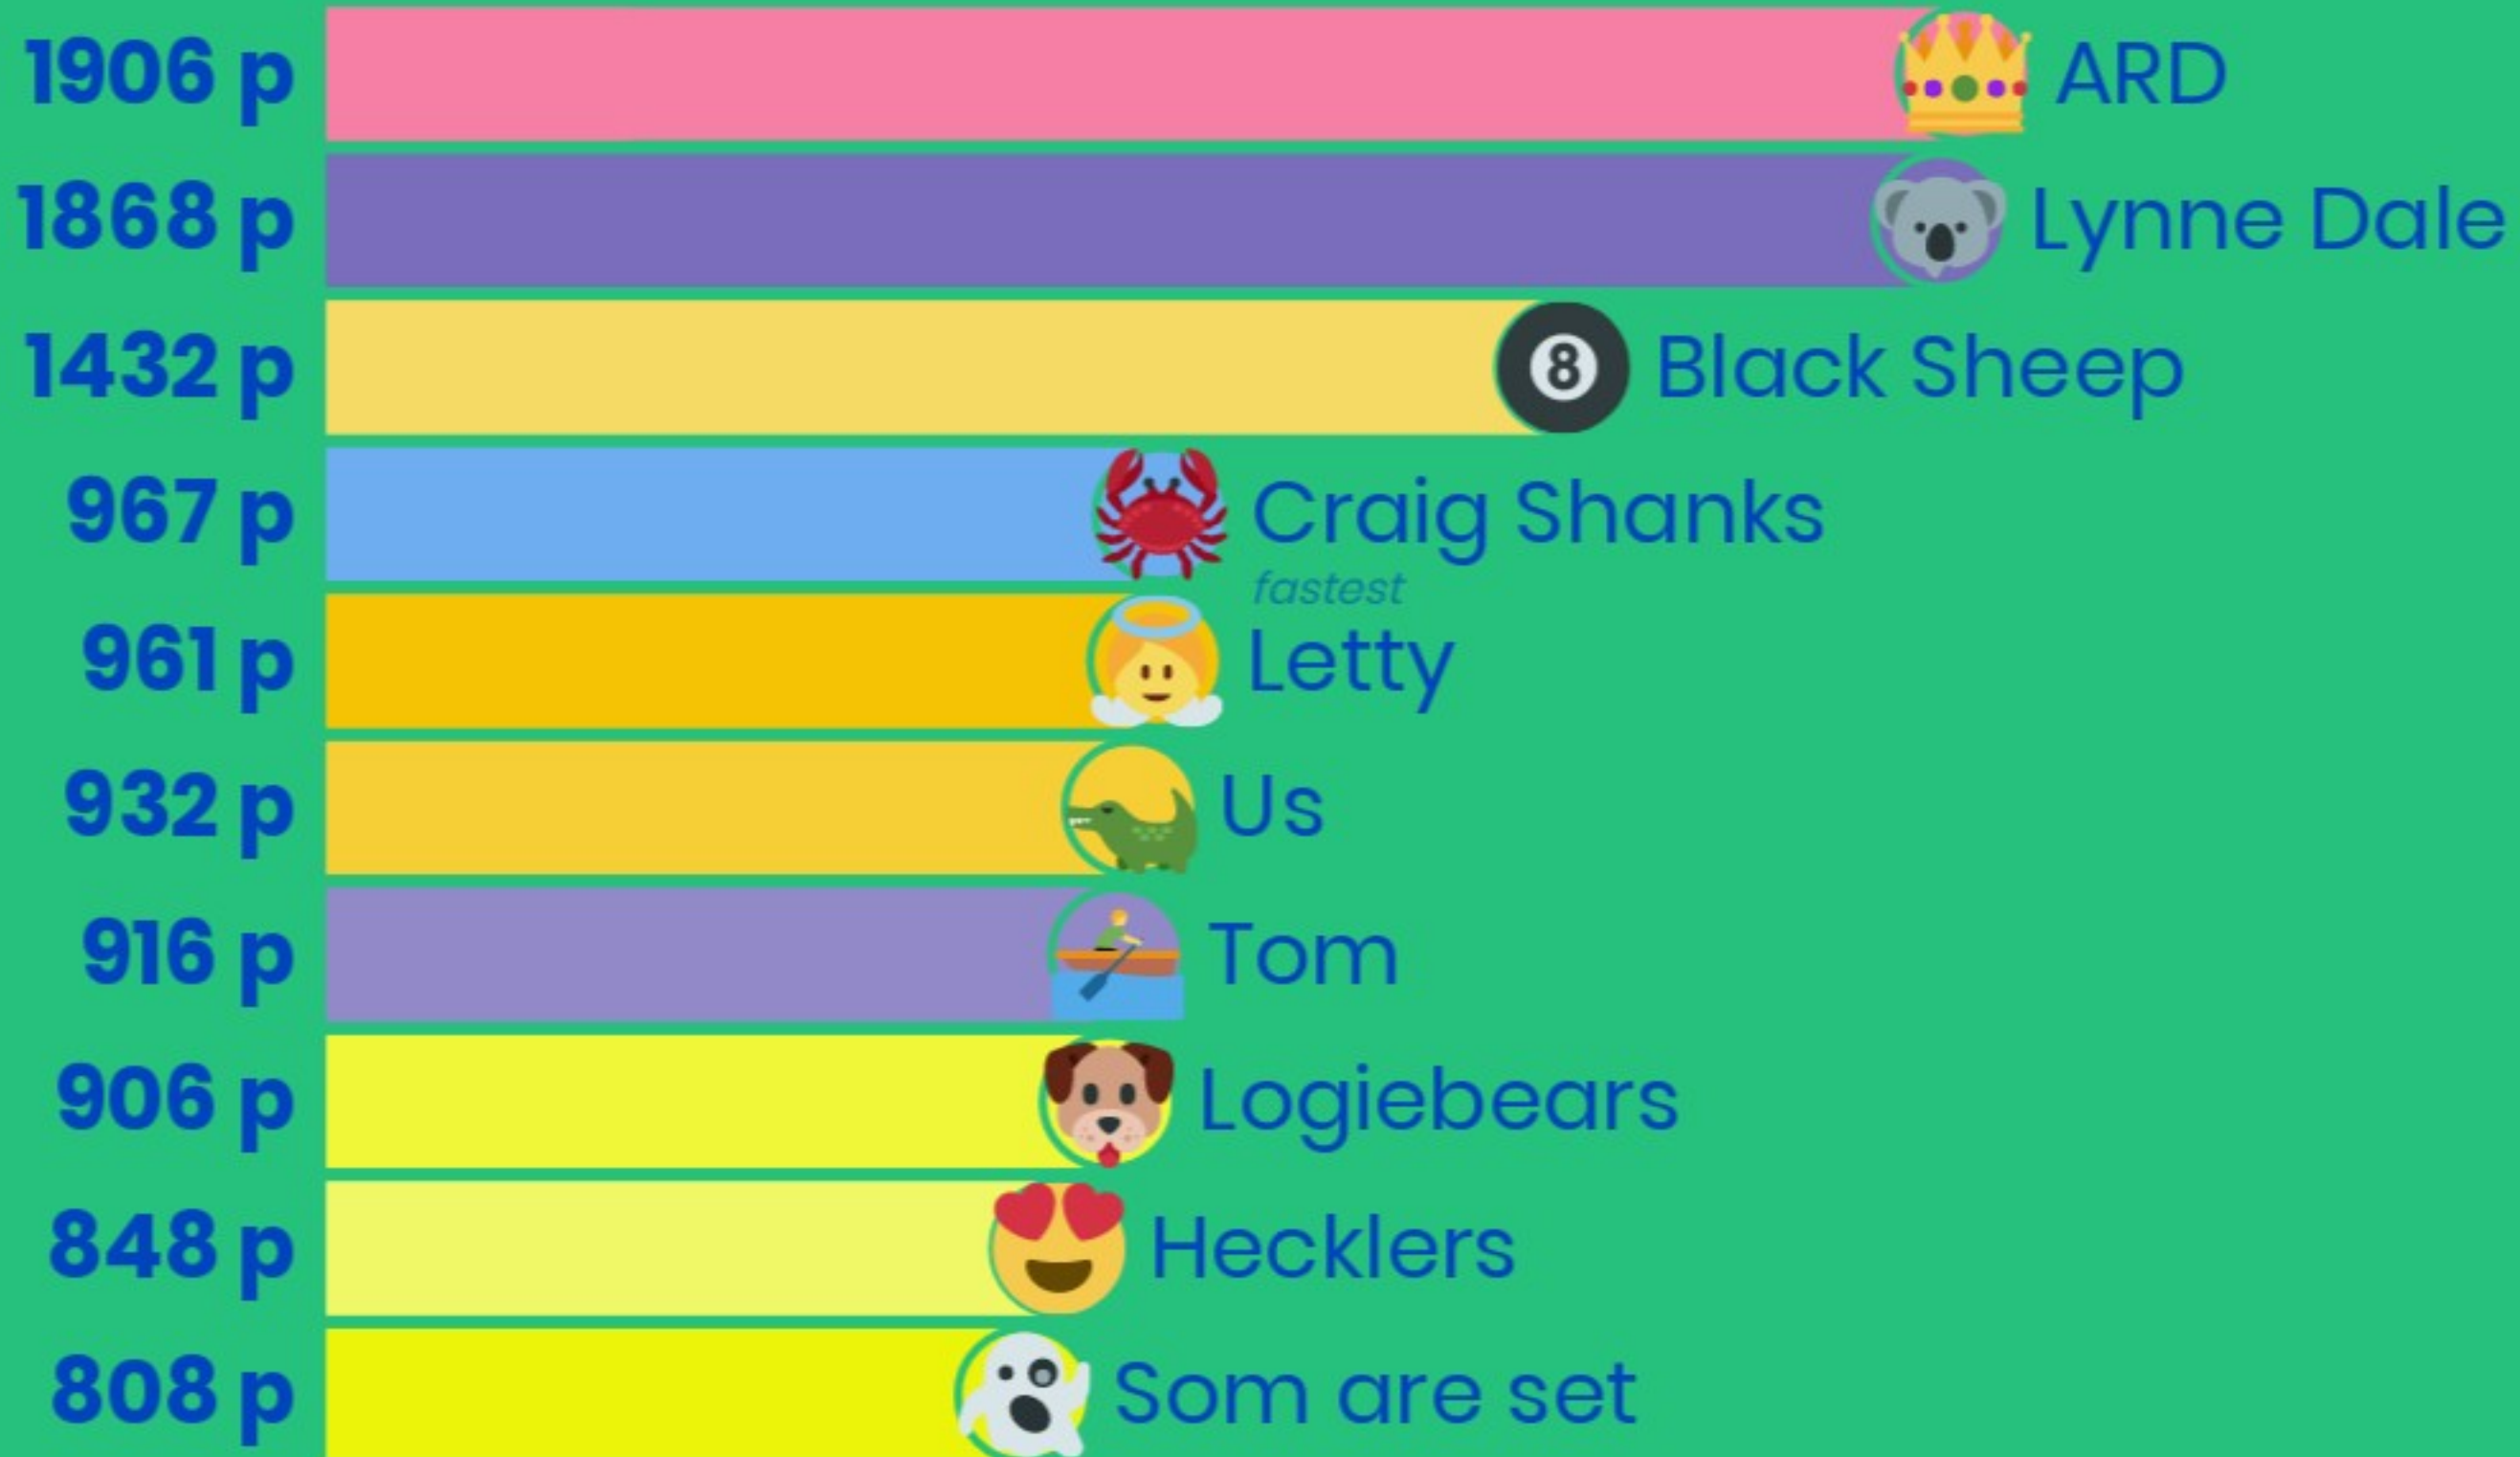 1906 p ARD
1868 p Lynne Dale
1432 p 8 Black Sheep
967 p Craig Shanks
fastest
961 p Letty
932 p Us
916 p Tom
906 p Logiebears
848 p Hecklers
808 p Som are set